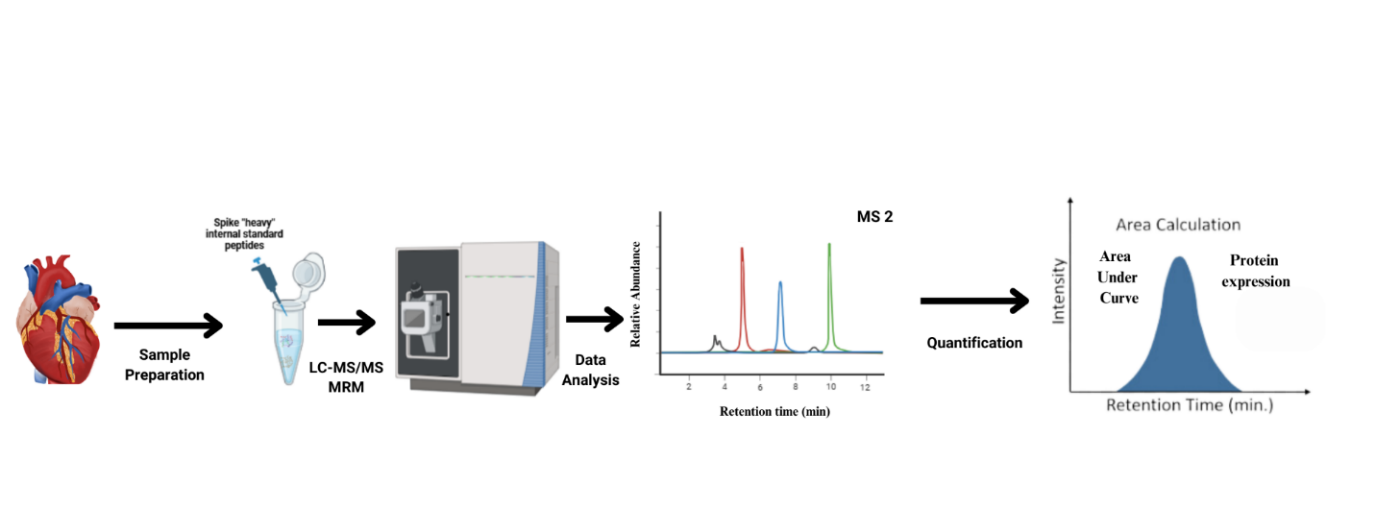 Spike "heavy"
internal standard
peptides
Sample
Preparation
LC-MS/MS
MRM
Data
Analysis
MS 2
Relative Abundance
2 4 6 8 10 12
Retention time (min)
Quantification
Area Calculation
Area
Under
Curve
Protein
expression
Intensity
Retention Time (min.)